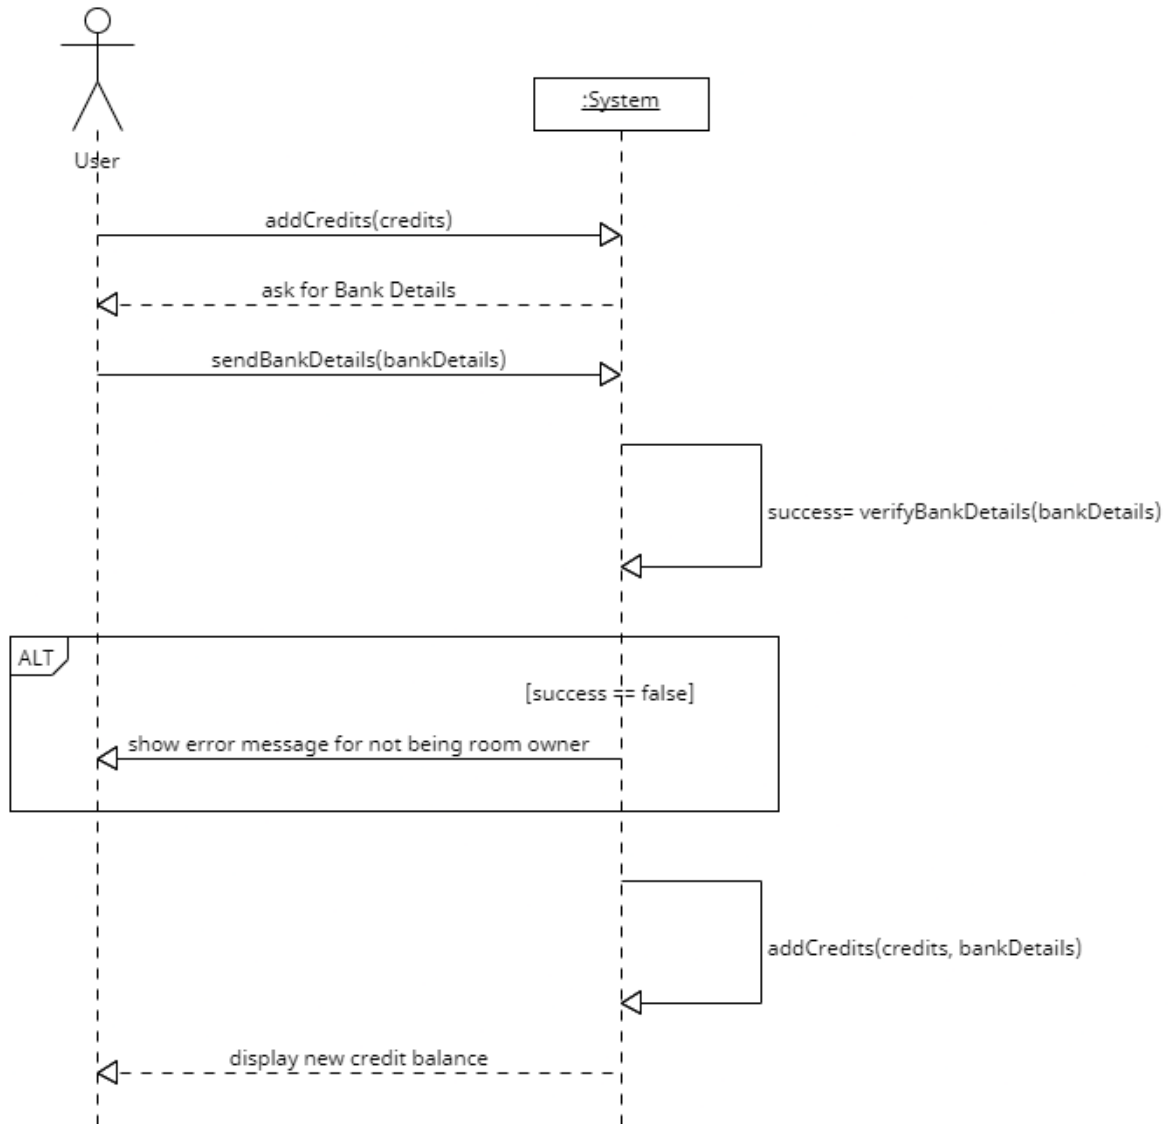 User
:System
addCredits(credits)
ask for Bank Details
sendBankDetails(bankDetails)
success= verifyBankDetails(bankDetails)
ALT
[success == false]
show error message for not being room owner
addCredits(credits, bankDetails)
display new credit balance